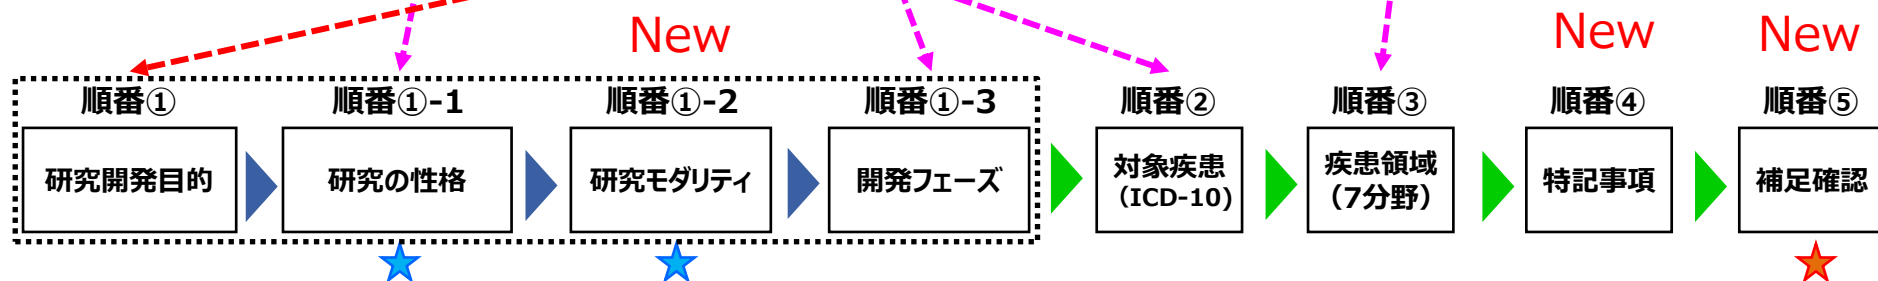 New
New
New
順番①
順番①-1
順番①-2
順番①-3
順番②
順番③
順番④
順番⑤
研究開発目的
研究の性格
研究モダリティ
開発フェーズ
対象疾患
（ICD-10）
疾患領域
（7分野）
特記事項
補足確認